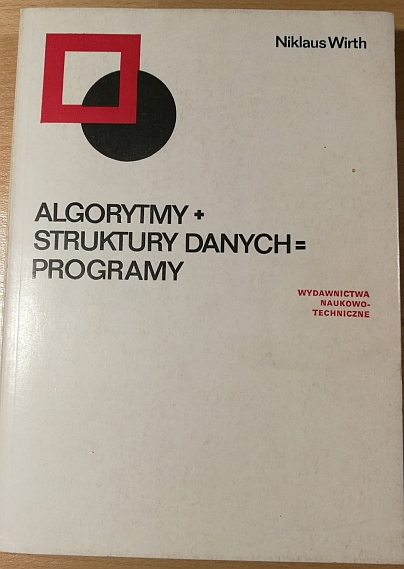 Niklaus Wirth
ALGORYTMY +
STRUKTURY DANYCH =
PROGRAMY
WYDAWNICTWA
NAUKOWO-
TECHNICZNE